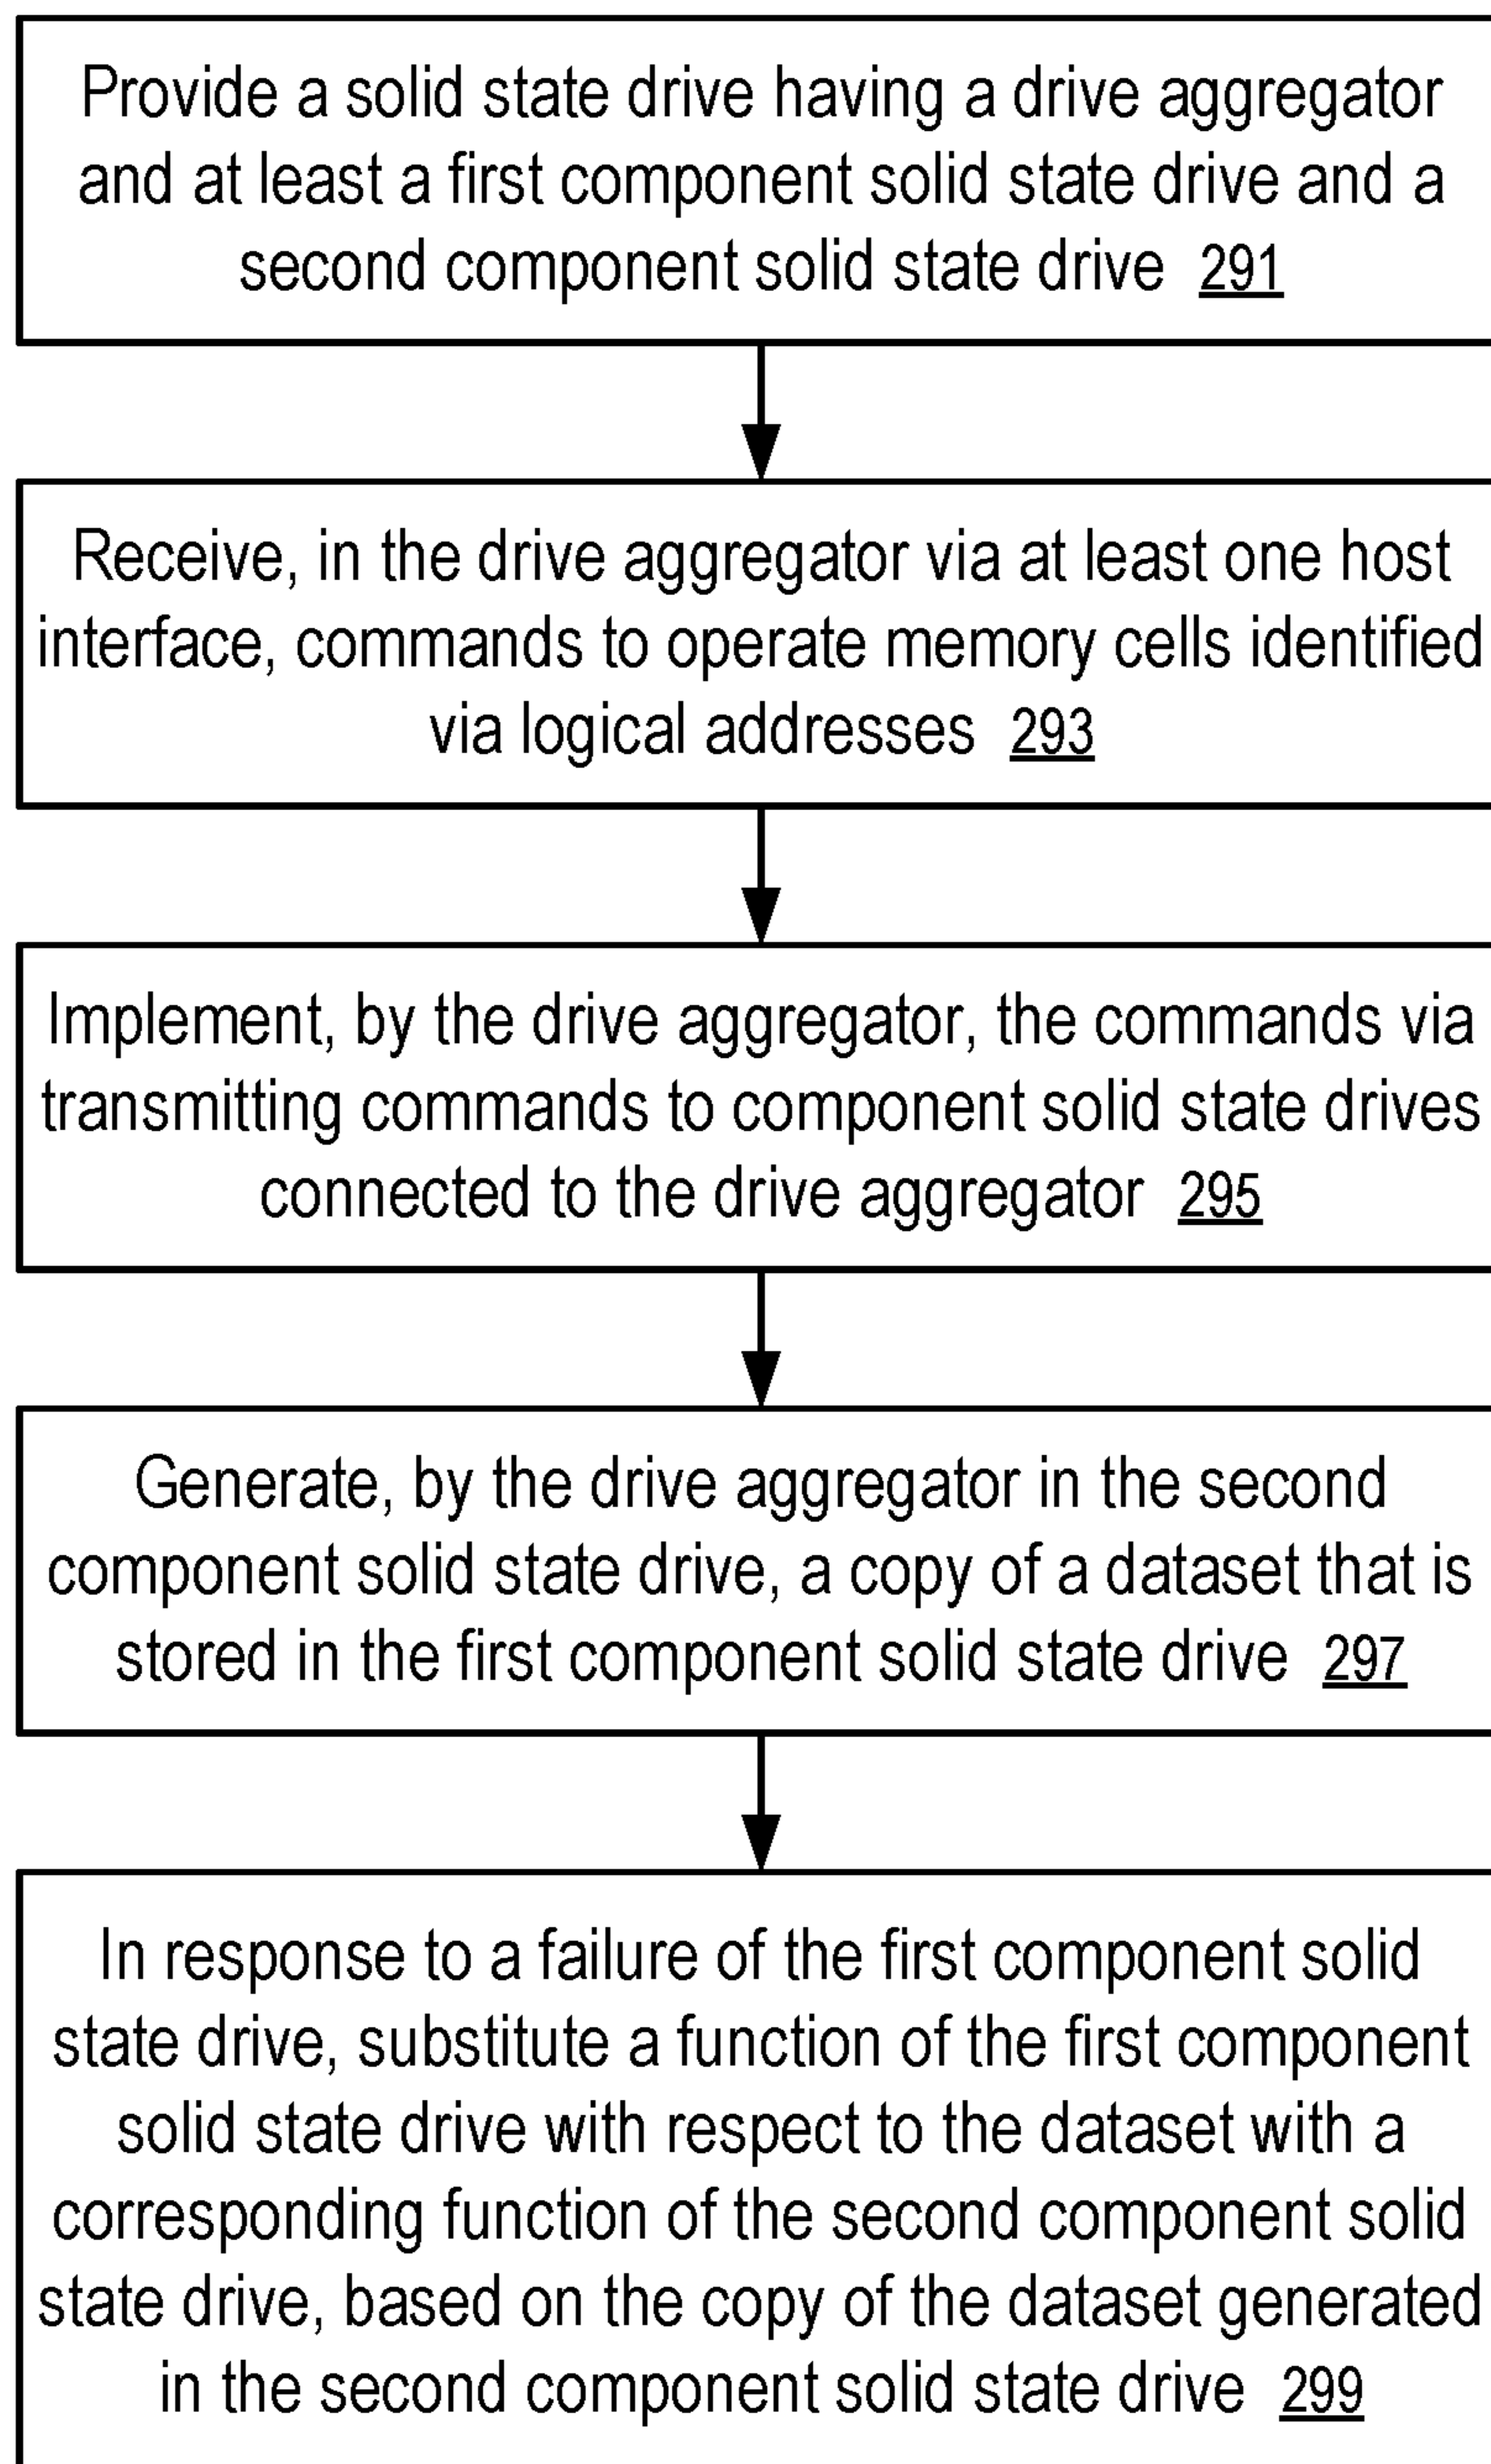 Provide a solid state drive having a drive aggregator
and at least a first component solid state drive and a
second component solid state drive 291
Receive, in the drive aggregator via at least one host
interface, commands to operate memory cells identified
via logical addresses 293
Implement, by the drive aggregator, the commands via
transmitting commands to component solid state drives
connected to the drive aggregator 295
Generate, by the drive aggregator in the second
component solid state drive, a copy of a dataset that is
stored in the first component solid state drive 297
In response to a failure of the first component solid
state drive, substitute a function of the first component
solid state drive with respect to the dataset with a
corresponding function of the second component solid
state drive, based on the copy of the dataset generated
in the second component solid state drive 299